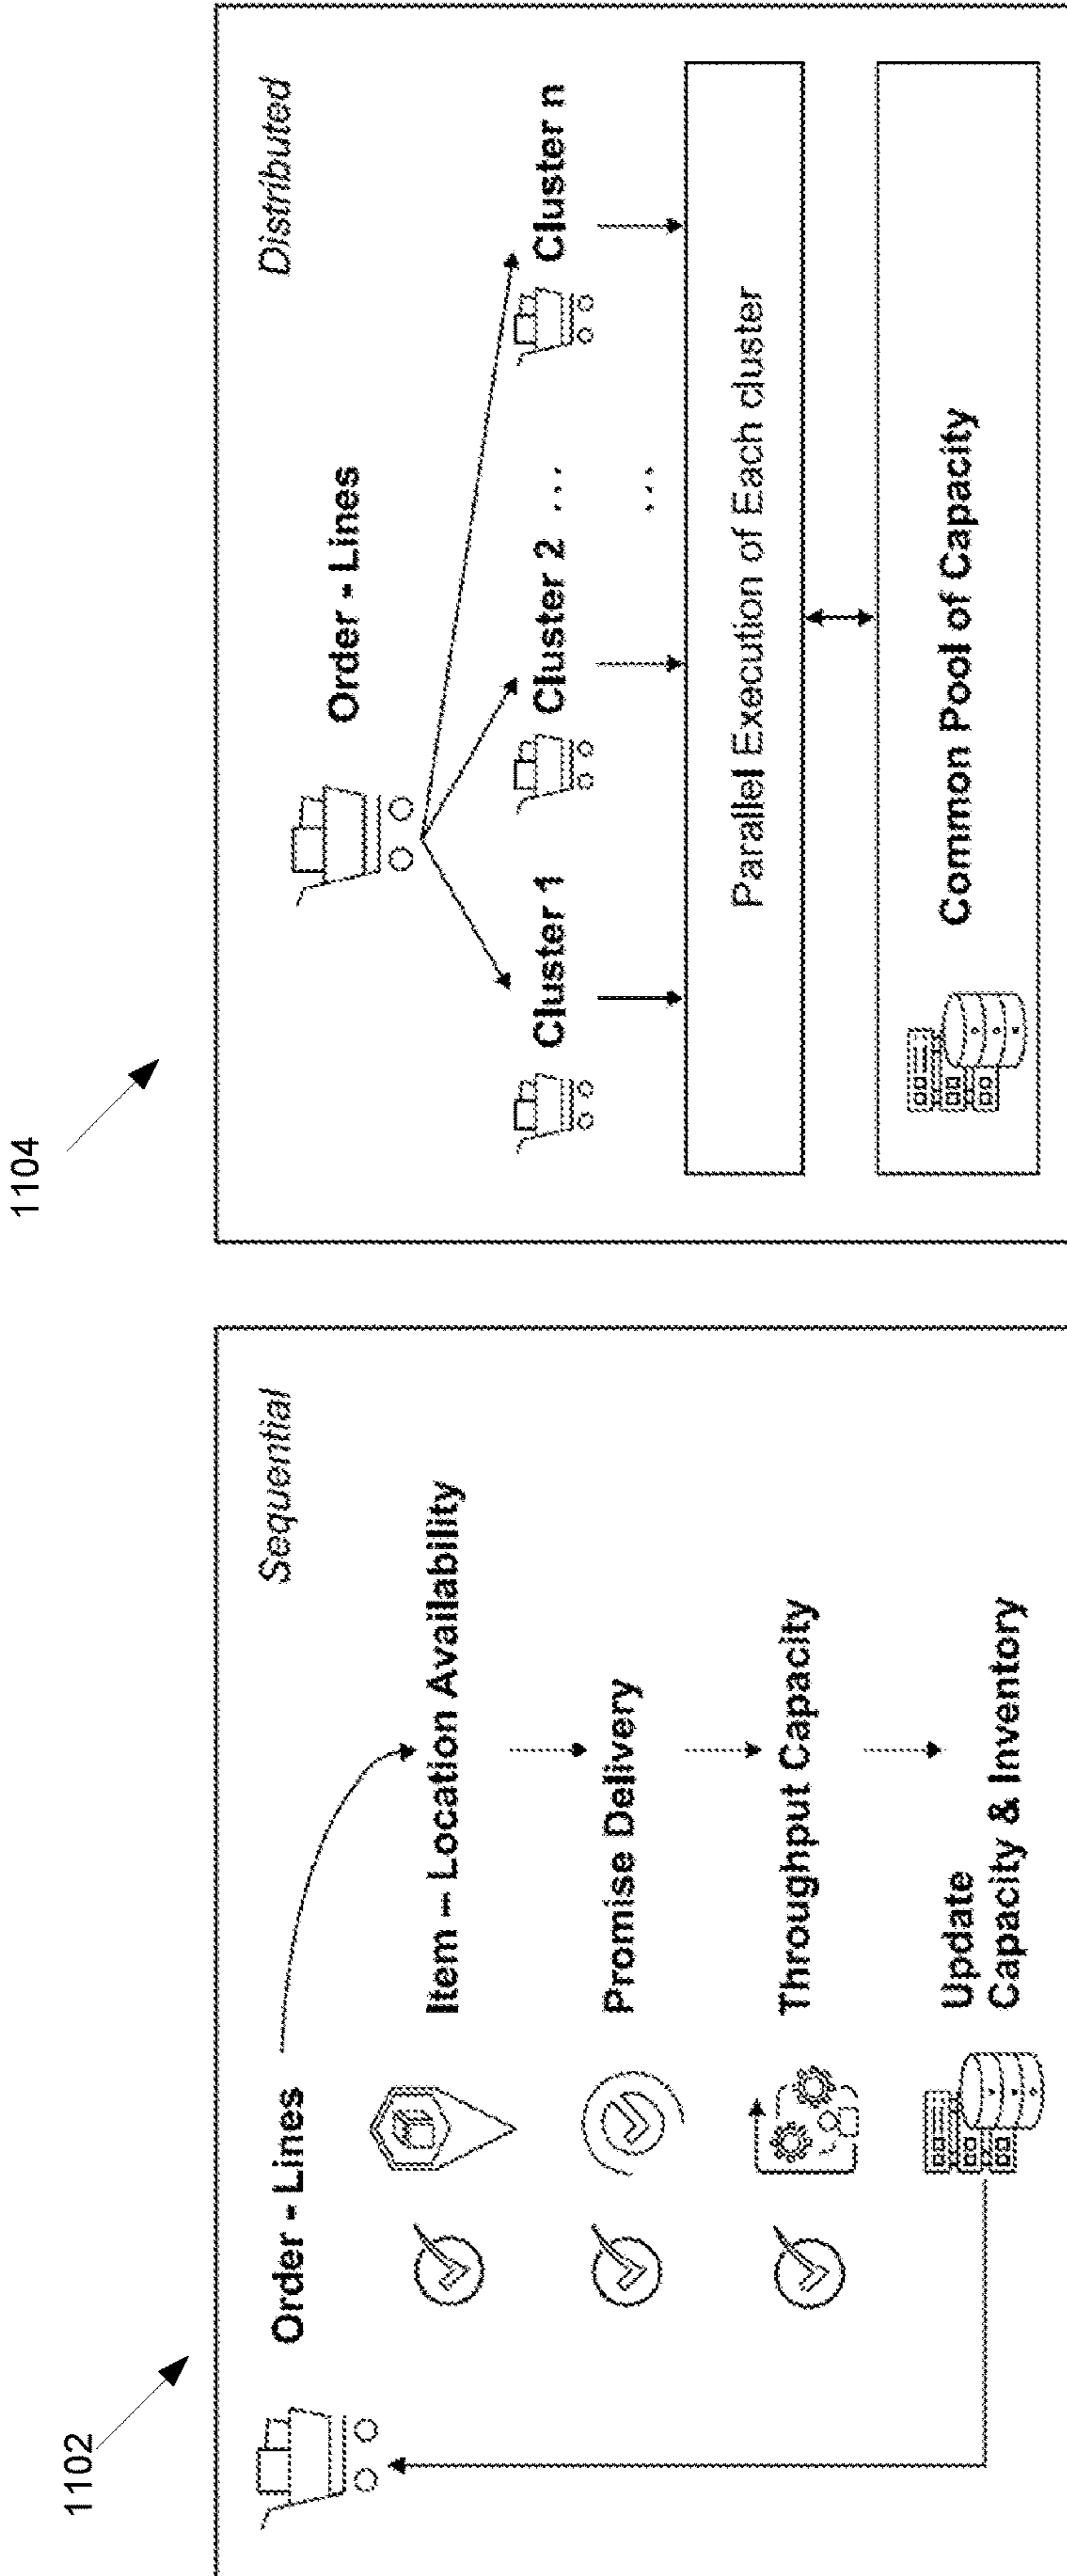 1102
Sequential
Order - Lines
Item – Location Availability
Promise Delivery
Throughput Capacity
Update
Capacity & Inventory
1104
Distributed
Order - Lines
Cluster 1
Cluster 2
...
Cluster n
...
Parallel Execution of Each cluster
Common Pool of Capacity